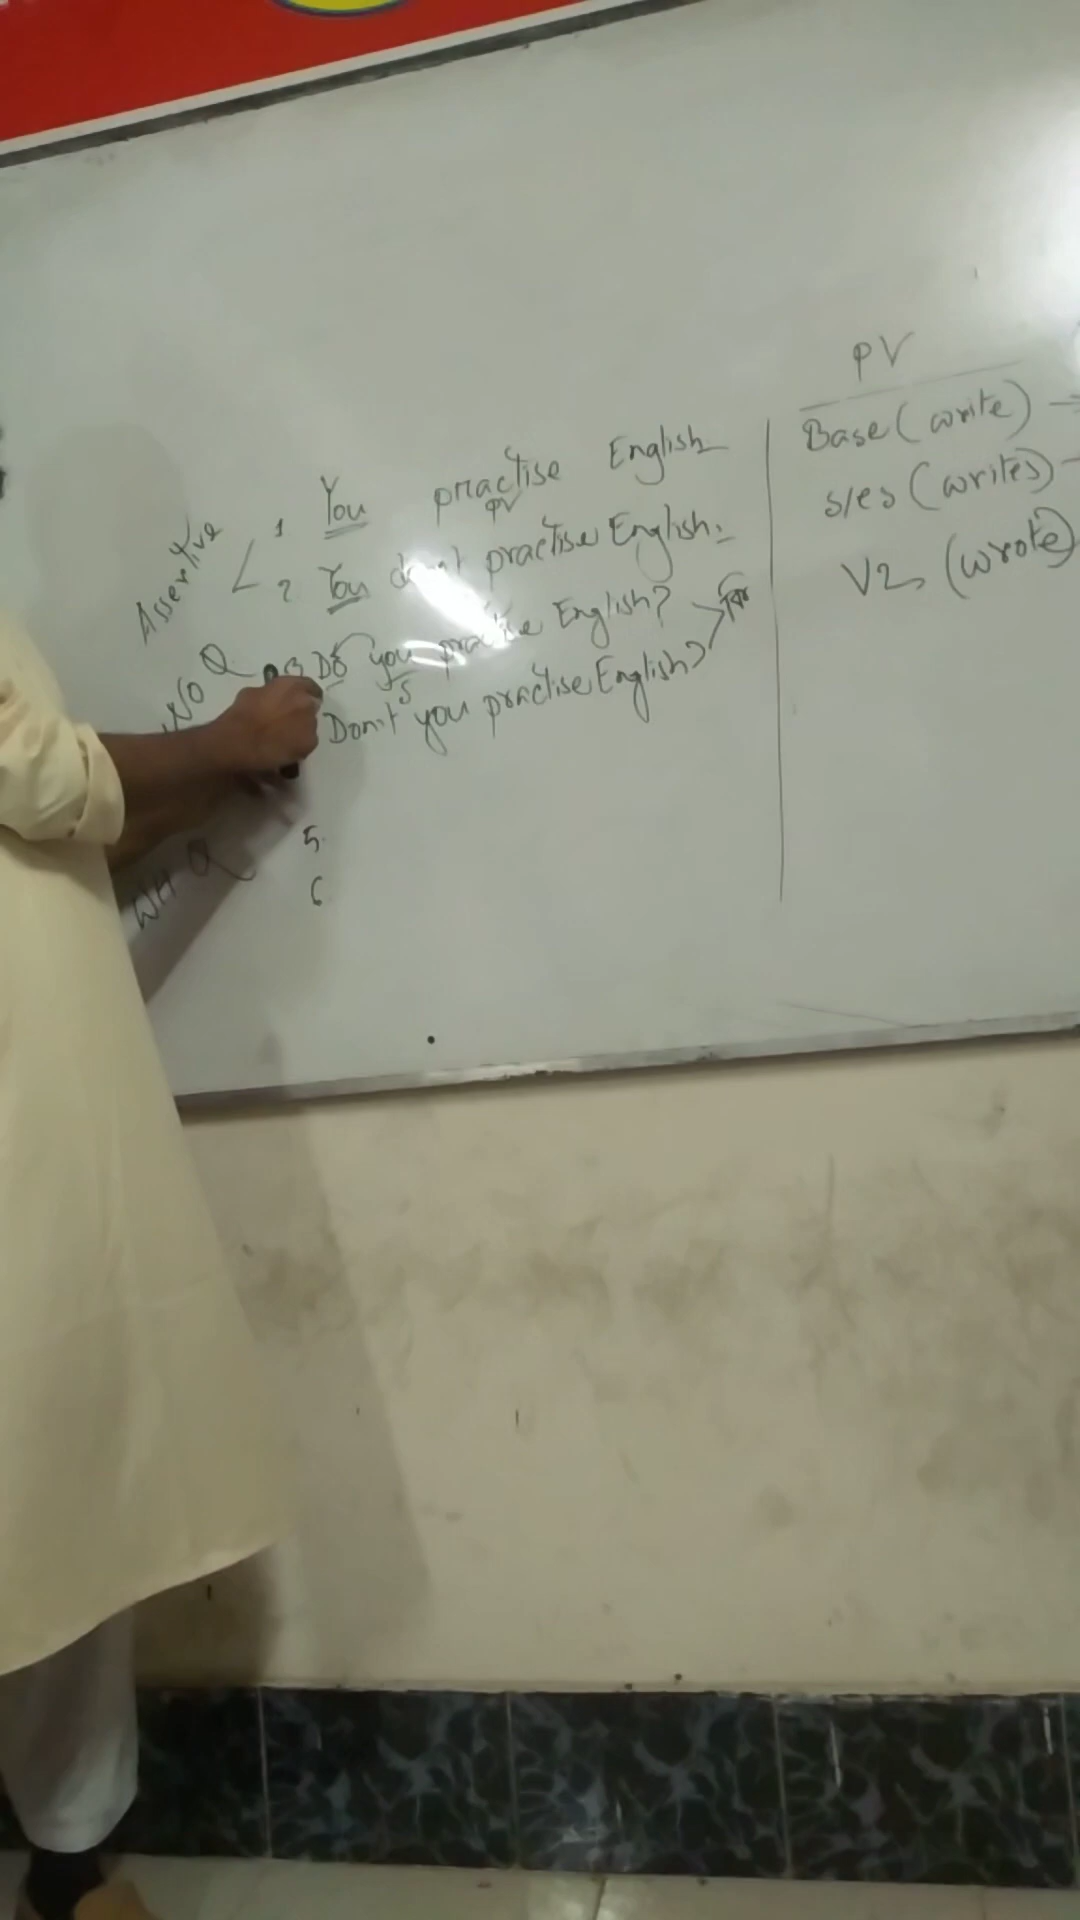 Assertive
1 You practise English
PV
2 You don't practise English.
NO Q
3 Do you practise English?
S
Don't you practise English?
WH Q
5.
6
PV
Base (write) →
s/es (writes) →
V2 (wrote)